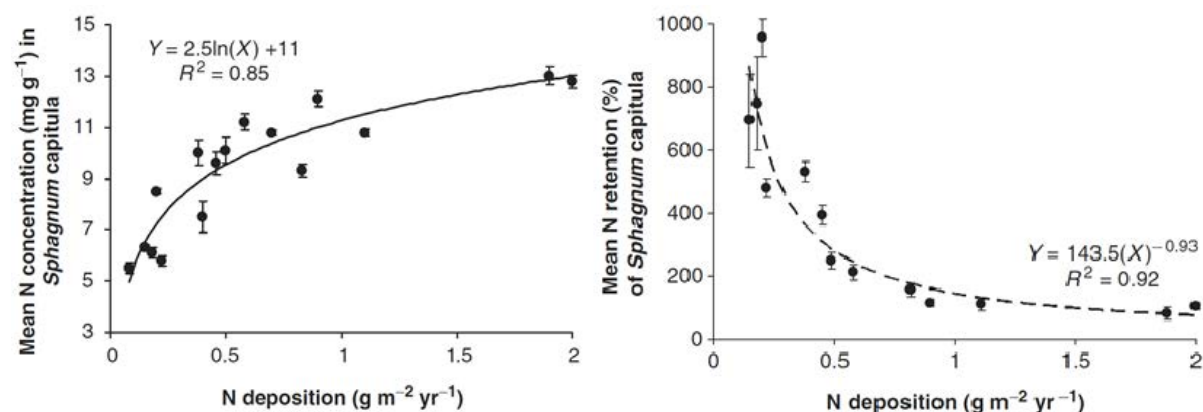 Mean N concentration (mg g⁻¹) in
Sphagnum capitula
15
13
11
9
7
5
3
Y = 2.5ln(X) +11
R² = 0.85
0
0.5
1
1.5
2
N deposition (g m⁻² yr⁻¹)
Mean N retention (%)
of Sphagnum capitula
1000
800
600
400
200
0
Y = 143.5(X)⁻⁰·⁹³
R² = 0.92
0
0.5
1
1.5
2
N deposition (g m⁻² yr⁻¹)